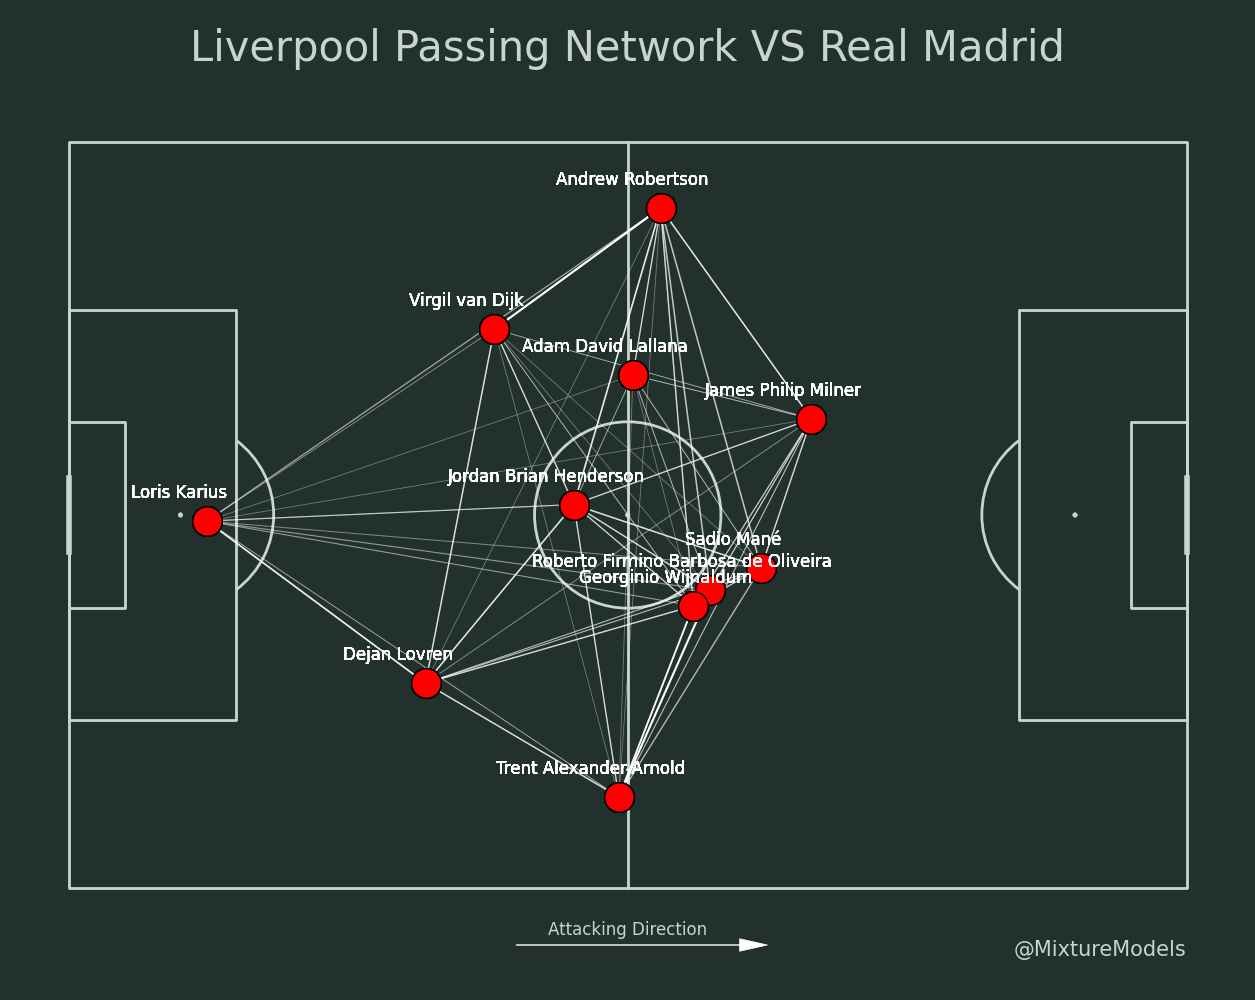 Liverpool Passing Network VS Real Madrid
Andrew Robertson
Virgil van Dijk
Adam David Lallana
James Philip Milner
Jordan Brian Henderson
Loris Karius
Sadio Mané
Roberto Firmino Barbosa de Oliveira
Georginio Wijnaldum
Dejan Lovren
Trent Alexander-Arnold
Attacking Direction
@MixtureModels